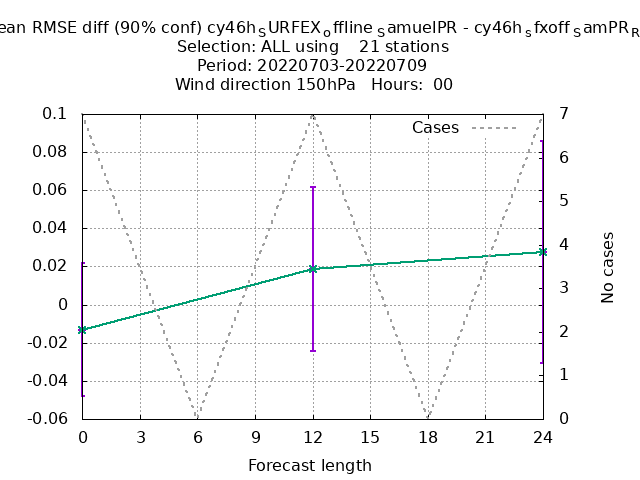 ean RMSE diff (90% conf) cy46hSURFEXoffline SamuelPR - cy46hsfxoffSamPRR
Selection: ALL using 21 stations
Period: 20220703-20220709
Wind direction 150hPa Hours: 00
Cases
0.1
0.08
0.06
0.04
0.02
0
-0.02
-0.04
-0.06
7
6
5
4
3
2
1
0
No cases
0 3 6 9 12 15 18 21 24
Forecast length